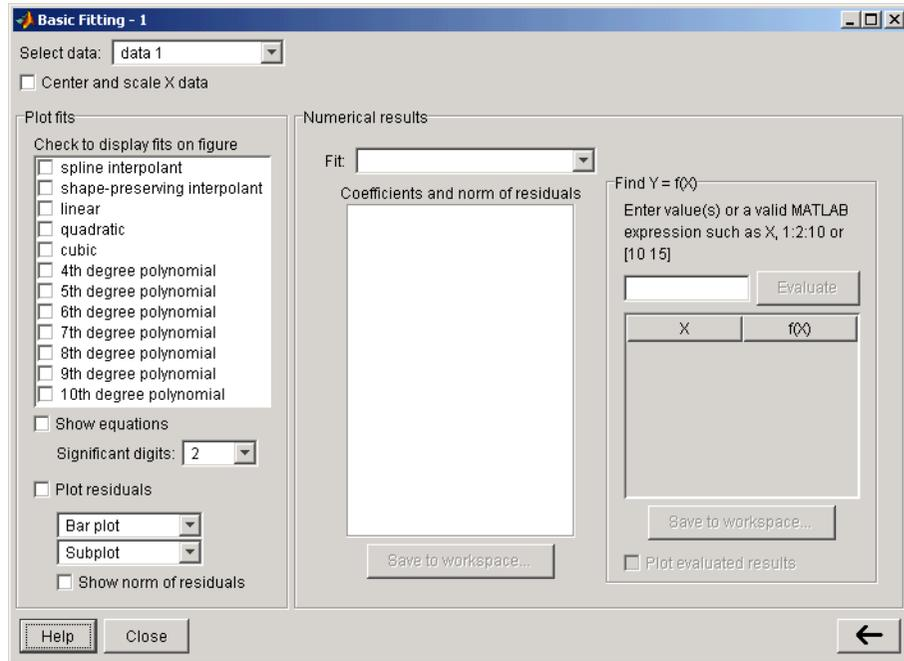 Basic Fitting - 1
Select data: data 1
Center and scale X data
Plot fits
Check to display fits on figure
spline interpolant
shape-preserving interpolant
linear
quadratic
cubic
4th degree polynomial
5th degree polynomial
6th degree polynomial
7th degree polynomial
8th degree polynomial
9th degree polynomial
10th degree polynomial
Show equations
Significant digits: 2
Plot residuals
Bar plot
Subplot
Show norm of residuals
Numerical results
Fit:
Coefficients and norm of residuals
Save to workspace...
Find Y = f(X)
Enter value(s) or a valid MATLAB
expression such as X, 1:2:10 or
[10 15]
Evaluate
X f(X)
Save to workspace...
Plot evaluated results
Help Close